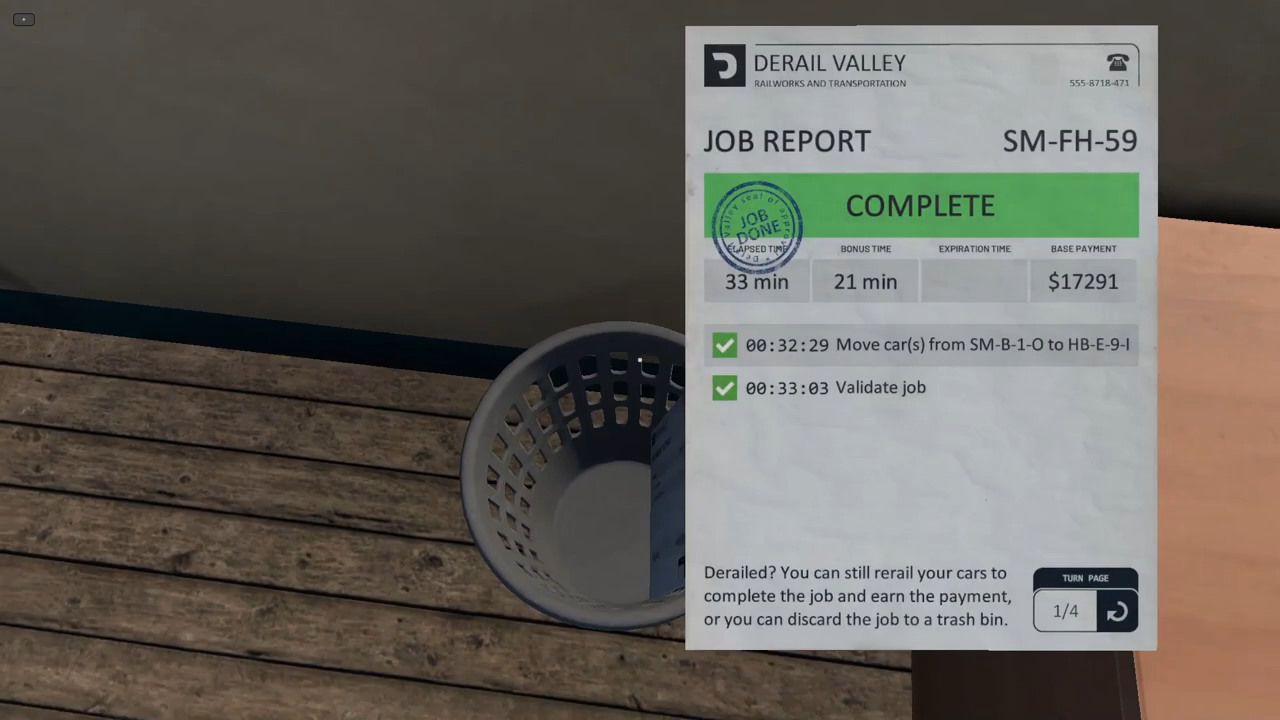 DERAIL VALLEY
RAILWORKS AND TRANSPORTATION
555-8718-471
JOB REPORT
SM-FH-59
COMPLETE
JOB
DONE
ELAPSED TIME
BONUS TIME
EXPIRATION TIME
BASE PAYMENT
33 min
21 min
$17291
00:32:29 Move car(s) from SM-B-1-O to HB-E-9-I
00:33:03 Validate job
Derailed? You can still rerail your cars to
complete the job and earn the payment,
or you can discard the job to a trash bin.
TURN PAGE
1/4